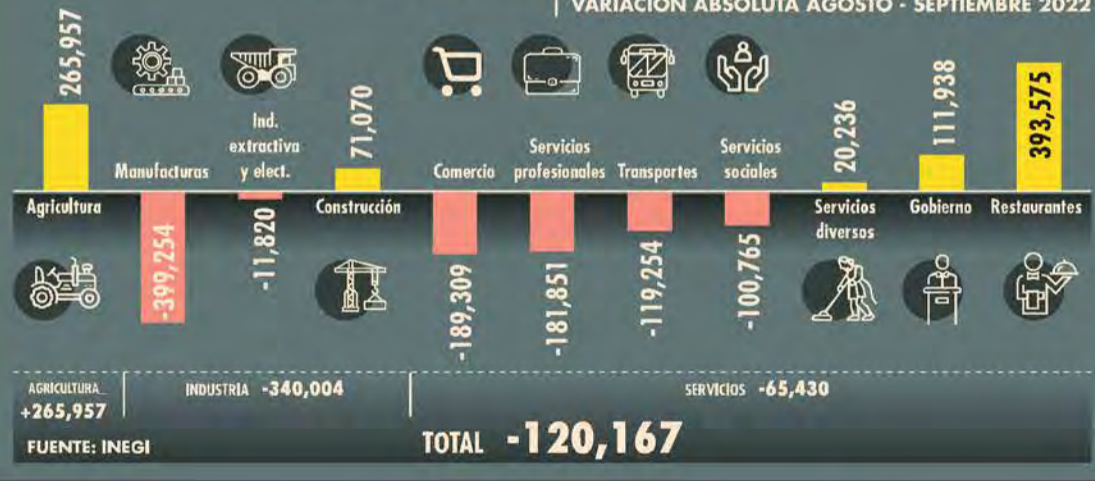 VARIACIÓN ABSOLUTA AGOSTO - SEPTIEMBRE 2022
265,957
Agricultura
Manufacturas
-399,254
Ind.
extractiva
y elect.
-11,820
71,070
Construcción
Comercio
-189,309
Servicios
profesionales
-181,851
Transportes
-119,254
Servicios
sociales
-100,765
20,236
Servicios
diversos
111,938
Gobierno
393,575
Restaurantes
AGRICULTURA
+265,957
INDUSTRIA -340,004
SERVICIOS -65,430
FUENTE: INEGI
TOTAL -120,167